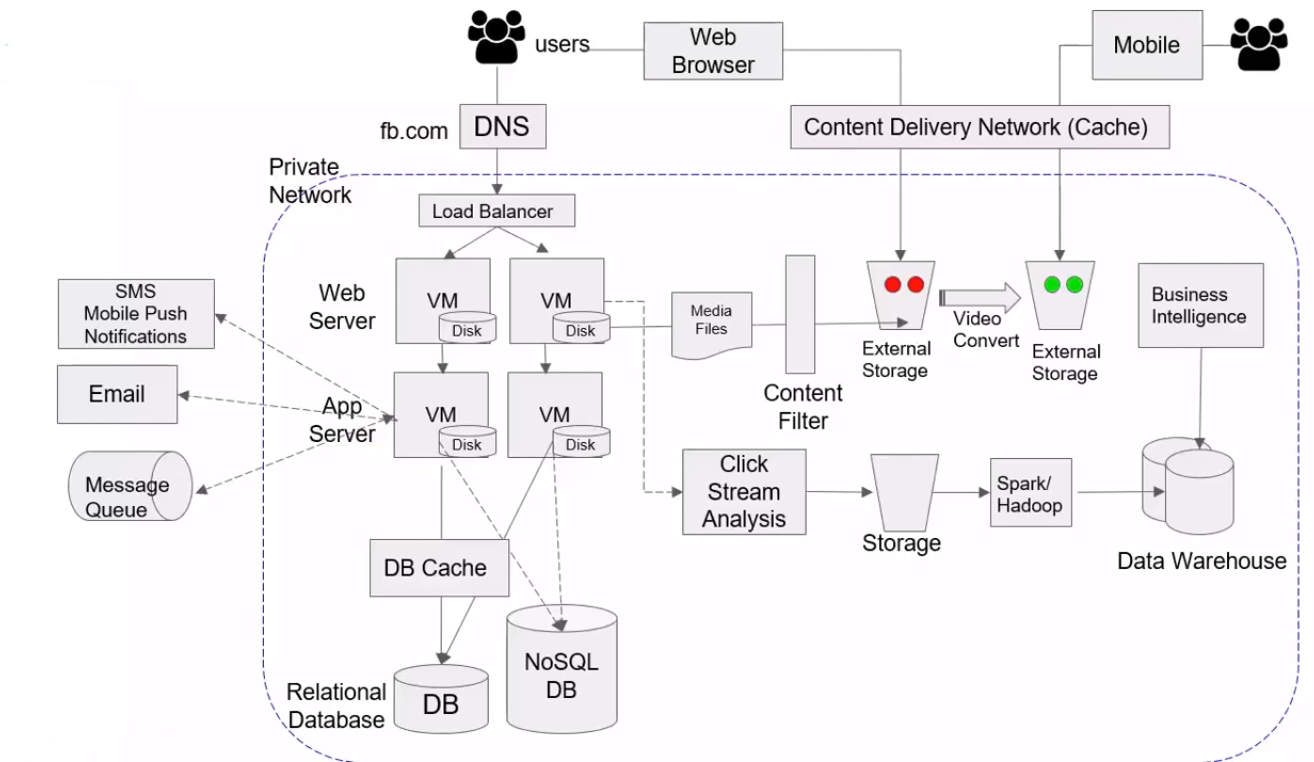 users
Web
Browser
Mobile
fb.com
DNS
Content Delivery Network (Cache)
Private
Network
Load Balancer
SMS
Mobile Push
Notifications
Web
Server
VM
Disk
VM
Disk
Media
Files
Content
Filter
External
Storage
Video
Convert
External
Storage
Business
Intelligence
Email
App
Server
VM
Disk
VM
Disk
Message
Queue
Click
Stream
Analysis
Storage
Spark/
Hadoop
Data Warehouse
DB Cache
Relational
Database
DB
NoSQL
DB